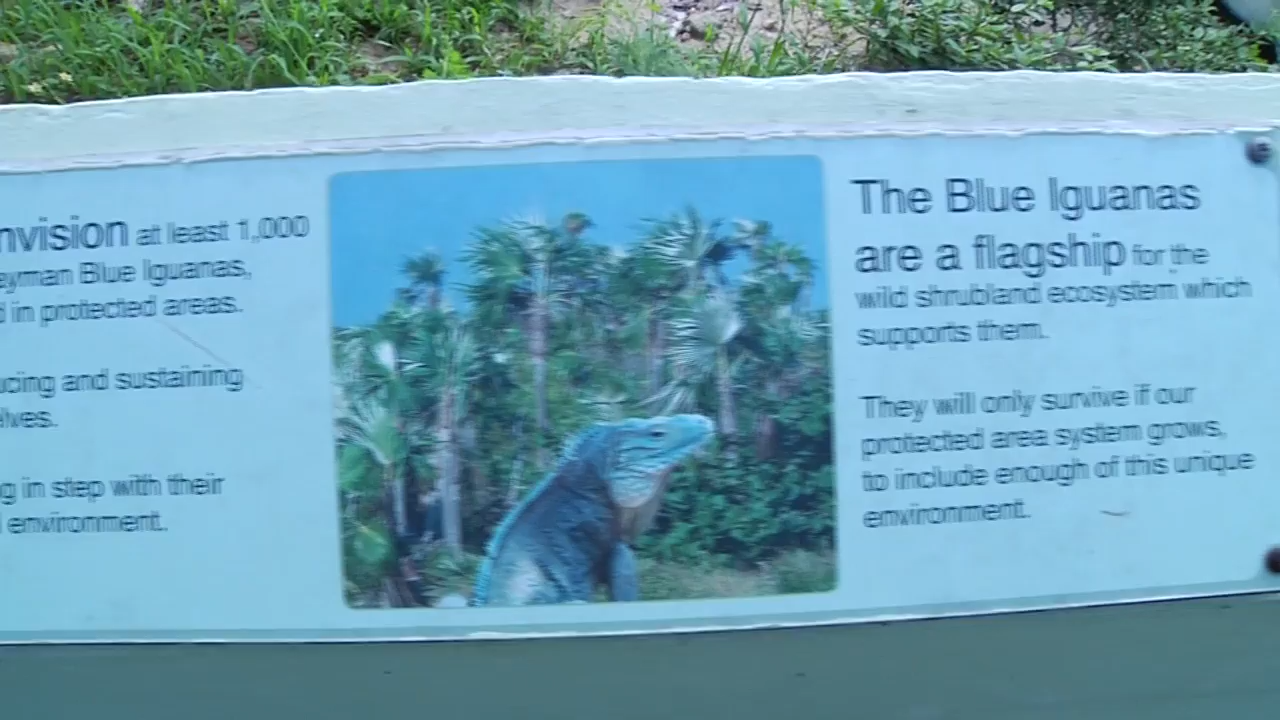 nvision at least 1,000
eyman Blue Iguanas,
d in protected areas.
ucing and sustaining
elves.
g in step with their
l environment.
The Blue Iguanas
are a flagship for the
wild shrubland ecosystem which
supports them.
They will only survive if our
protected area system grows,
to include enough of this unique
environment.